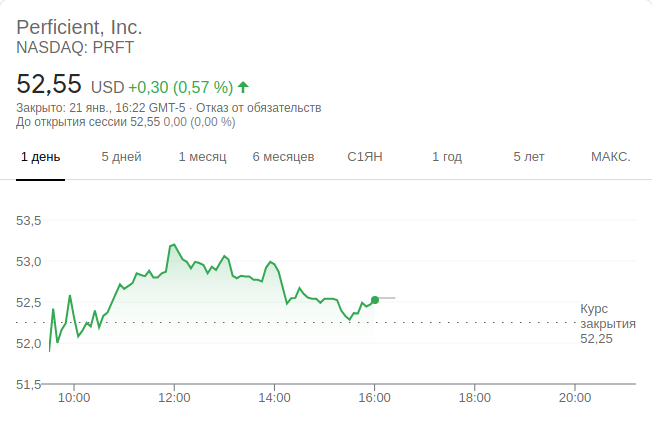 Perficient, Inc.
NASDAQ: PRFT
52,55 USD +0,30 (0,57 %)
Закрыто: 21 янв., 16:22 GMT-5 · Отказ от обязательств
До открытия сессии 52,55 0,00 (0,00 %)
1 день 5 дней 1 месяц 6 месяцев С1ЯН 1 год 5 лет МАКС.
53,5
53,0
52,5
Курс
закрытия
52,25
52,0
51,5
10:00 12:00 14:00 16:00 18:00 20:00